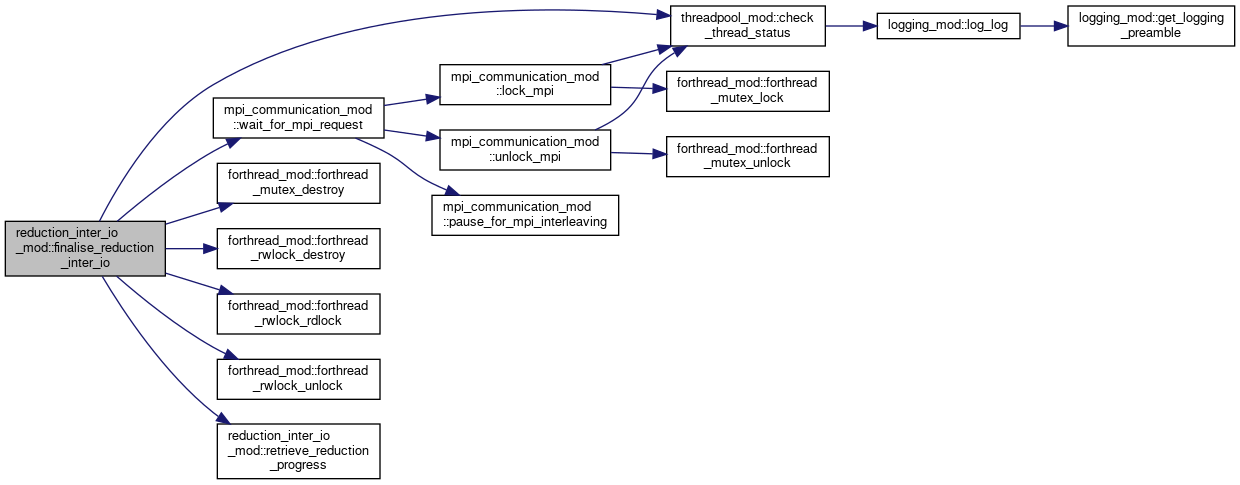 reduction_inter_io
_mod::finalise_reduction
_inter_io
threadpool_mod::check
_thread_status
logging_mod::log_log
logging_mod::get_logging
_preamble
mpi_communication_mod
::wait_for_mpi_request
mpi_communication_mod
::lock_mpi
forthread_mod::forthread
_mutex_lock
mpi_communication_mod
::unlock_mpi
forthread_mod::forthread
_mutex_unlock
mpi_communication_mod
::pause_for_mpi_interleaving
forthread_mod::forthread
_mutex_destroy
forthread_mod::forthread
_rwlock_destroy
forthread_mod::forthread
_rwlock_rdlock
forthread_mod::forthread
_rwlock_unlock
reduction_inter_io
_mod::retrieve_reduction
_progress